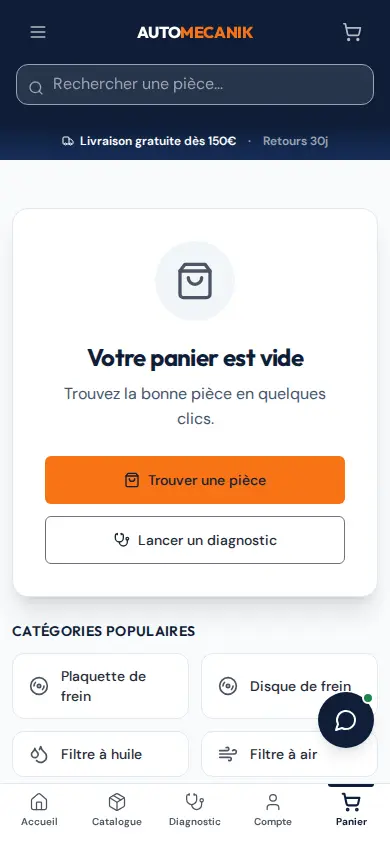 AUTOMECANIK
Rechercher une pièce...
Livraison gratuite dès 150€ · Retours 30j
Votre panier est vide
Trouvez la bonne pièce en quelques
clics.
Trouver une pièce
Lancer un diagnostic
CATÉGORIES POPULAIRES
Plaquette de
frein
Disque de frein
Filtre à huile
Filtre à air
Accueil
Catalogue
Diagnostic
Compte
Panier